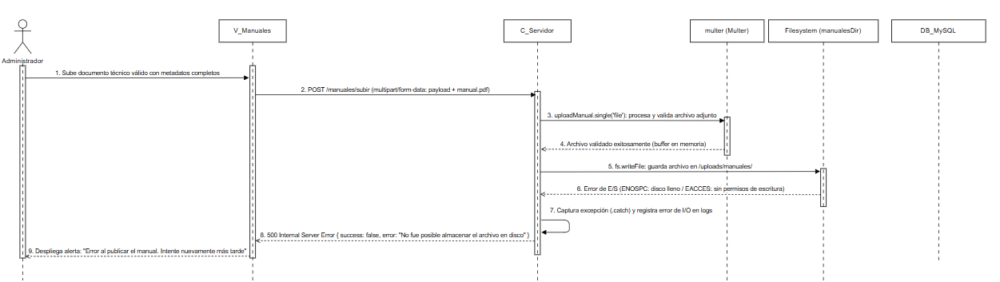 V_Manuales
C_Servidor
multer (Multer)
Filesystem (manualesDir)
DB_MySQL
Administrador
1. Sube documento técnico válido con metadatos completos
2. POST /manuales/subir (multipart/form-data: payload + manual.pdf)
3. uploadManual.single('file'): procesa y valida archivo adjunto
4. Archivo validado exitosamente (buffer en memoria)
5. fs.writeFile: guarda archivo en /uploads/manuales/
6. Error de E/S (ENOSPC: disco lleno / EACCES: sin permisos de escritura)
7. Captura excepción (.catch) y registra error de I/O en logs
8. 500 Internal Server Error { success: false, error: "No fue posible almacenar el archivo en disco" }
9. Despliega alerta: "Error al publicar el manual. Intente nuevamente más tarde"